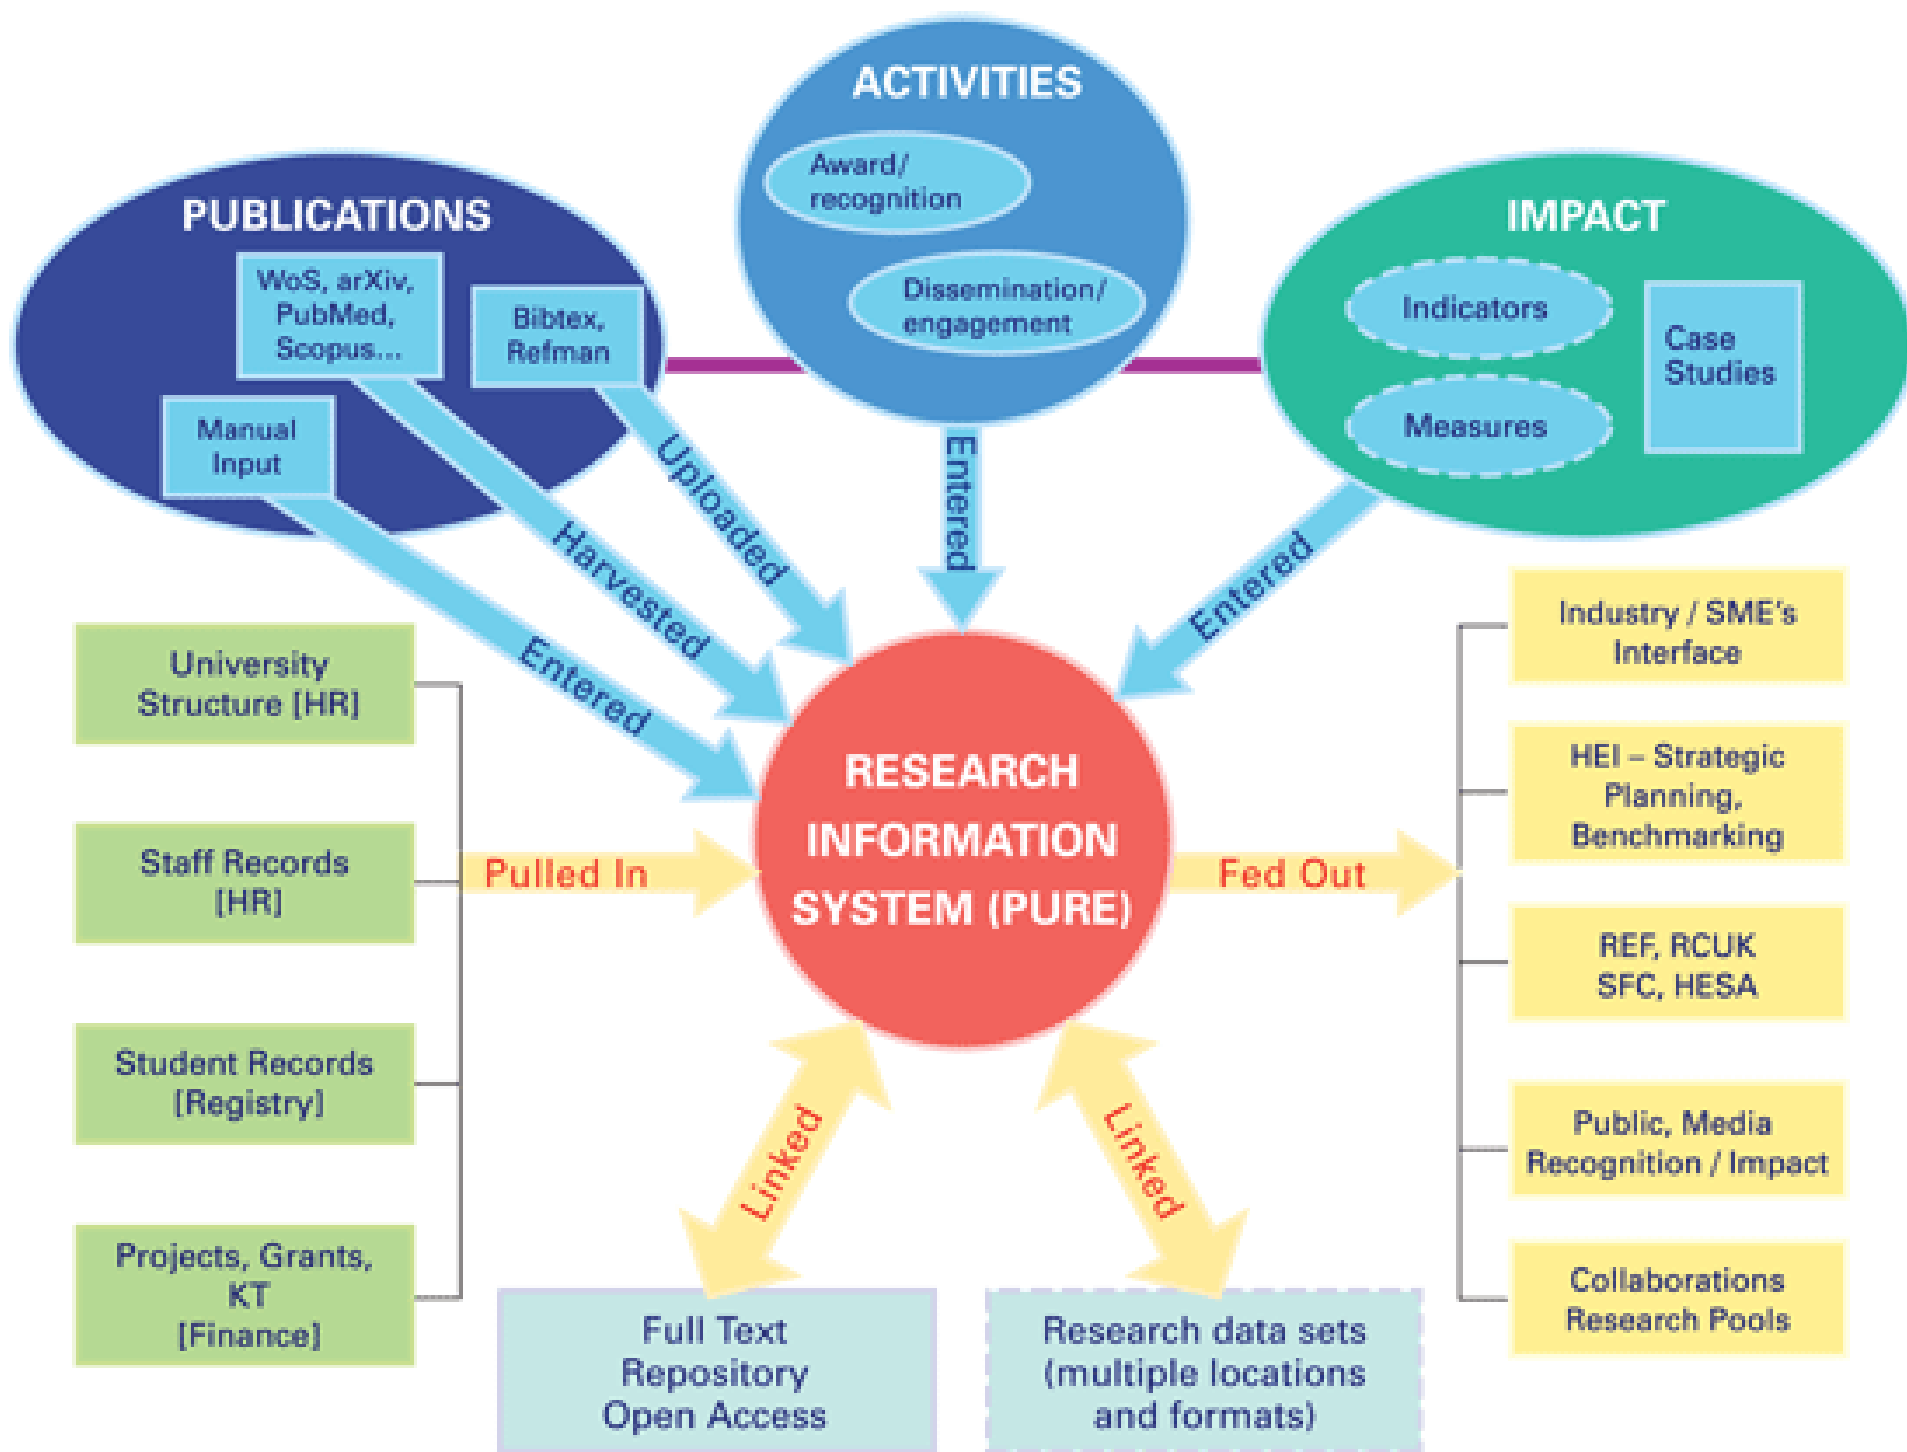 ACTIVITIES
Award/
recognition
Dissemination/
engagement
PUBLICATIONS
WoS, arXiv,
PubMed,
Scopus...
Bibtex,
Refman
Manual
Input
IMPACT
Indicators
Measures
Case
Studies
Entered
Harvested
Uploaded
Entered
Entered
University
Structure [HR]
Staff Records
[HR]
Student Records
[Registry]
Projects, Grants,
KT
[Finance]
Pulled In
RESEARCH
INFORMATION
SYSTEM (PURE)
Fed Out
Industry / SME's
Interface
HEI – Strategic
Planning,
Benchmarking
REF, RCUK
SFC, HESA
Public, Media
Recognition / Impact
Collaborations
Research Pools
Linked
Linked
Full Text
Repository
Open Access
Research data sets
(multiple locations
and formats)